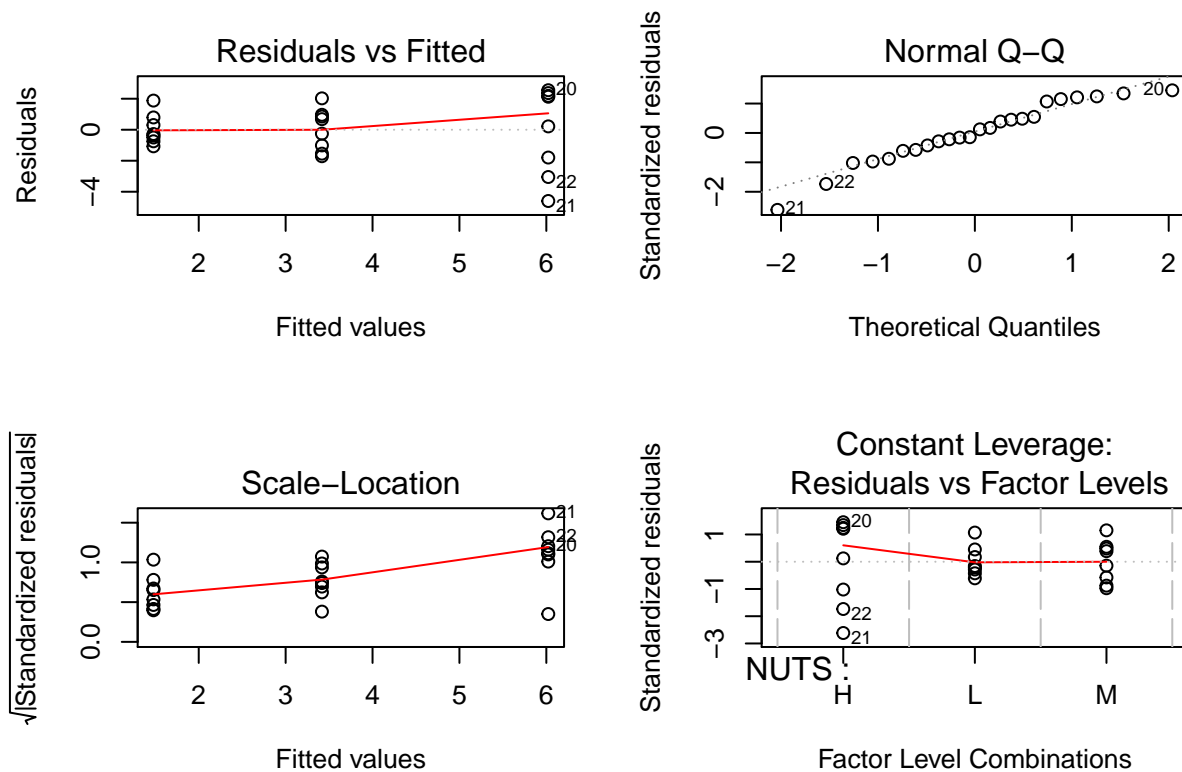 Residuals vs Fitted
Residuals
0
−4
20
22
21
2 3 4 5 6
Fitted values
Normal Q−Q
Standardized residuals
0
−2
20
22
21
−2 −1 0 1 2
Theoretical Quantiles
Scale−Location
√|Standardized residuals|
1.0
0.0
21
22
20
2 3 4 5 6
Fitted values
Constant Leverage:
Residuals vs Factor Levels
Standardized residuals
1
−1
−3
20
22
21
NUTS :
H L M
Factor Level Combinations